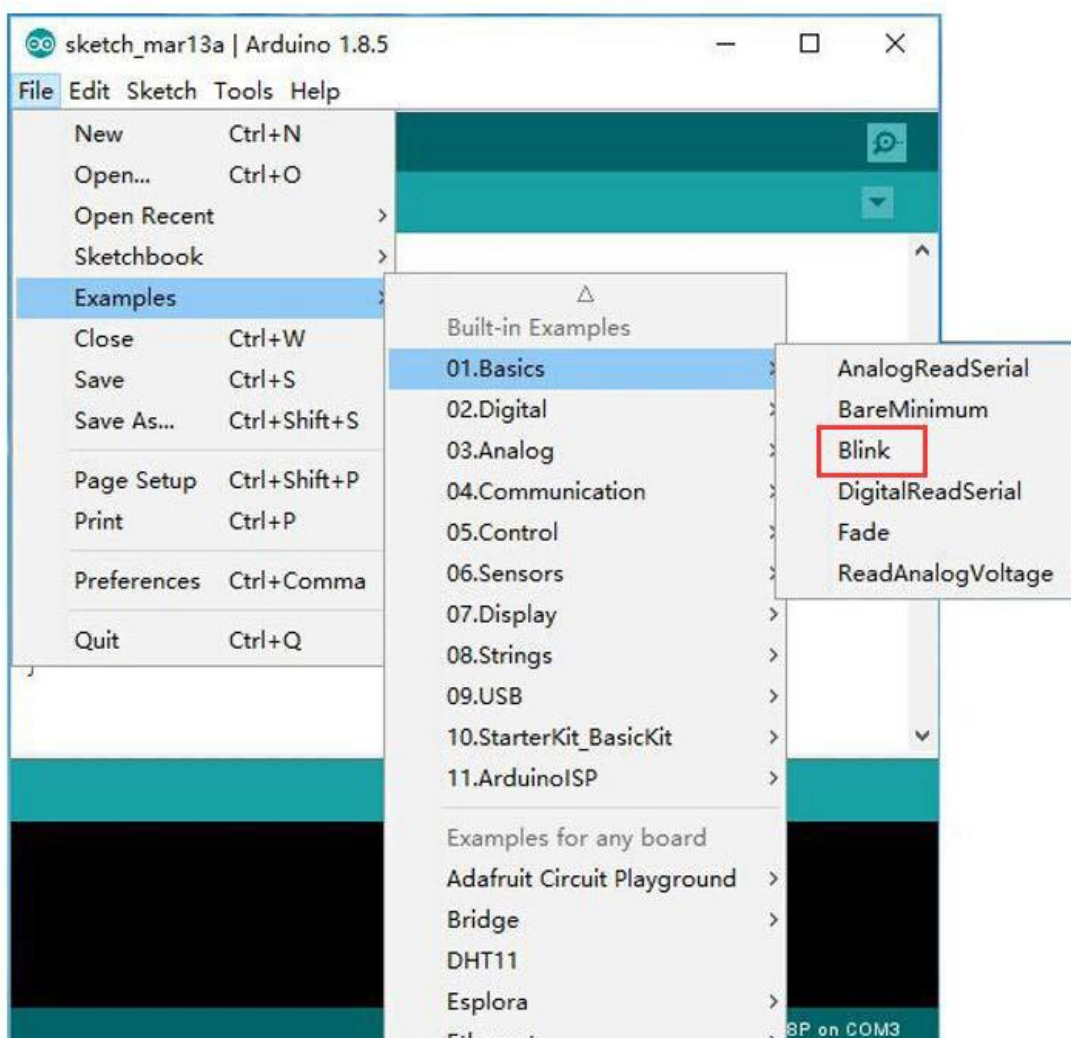 sketch_mar13a | Arduino 1.8.5
File Edit Sketch Tools Help
New Ctrl+N
Open... Ctrl+O
Open Recent
Sketchbook
Examples
Close Ctrl+W
Save Ctrl+S
Save As... Ctrl+Shift+S
Page Setup Ctrl+Shift+P
Print Ctrl+P
Preferences Ctrl+Comma
Quit Ctrl+Q
Built-in Examples
01.Basics
02.Digital
03.Analog
04.Communication
05.Control
06.Sensors
07.Display
08.Strings
09.USB
10.StarterKit_BasicKit
11.ArduinoISP
Examples for any board
Adafruit Circuit Playground
Bridge
DHT11
Esplora
AnalogReadSerial
BareMinimum
Blink
DigitalReadSerial
Fade
ReadAnalogVoltage
8P on COM3